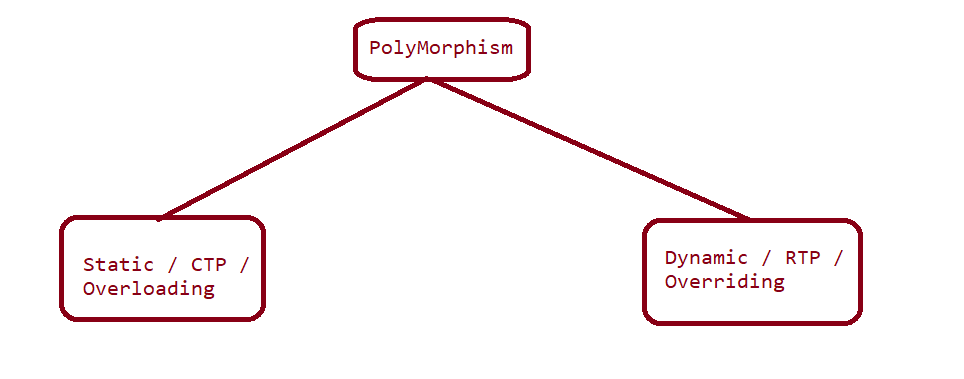 PolyMorphism
Static / CTP /
Overloading
Dynamic / RTP /
Overriding